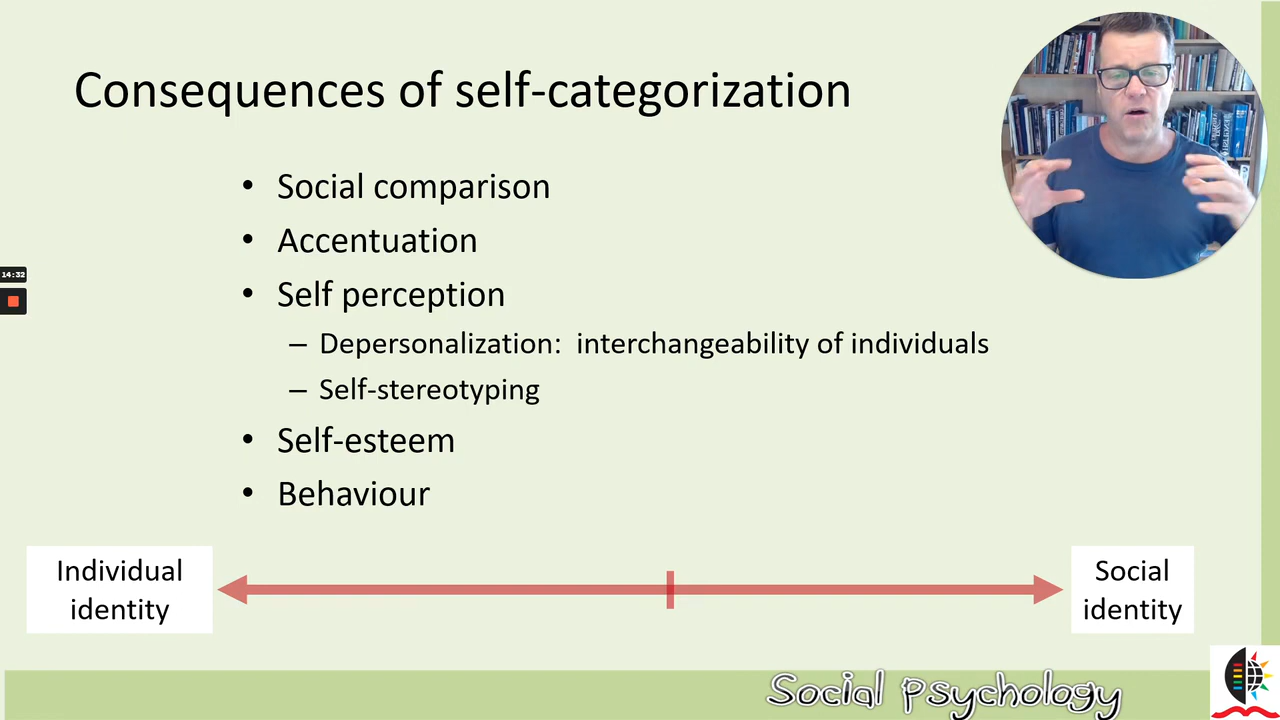 Consequences of self-categorization
• Social comparison
• Accentuation
• Self perception
– Depersonalization:  interchangeability of individuals
– Self-stereotyping
• Self-esteem
• Behaviour
14:32
Individual
identity
Social
identity
Social Psychology